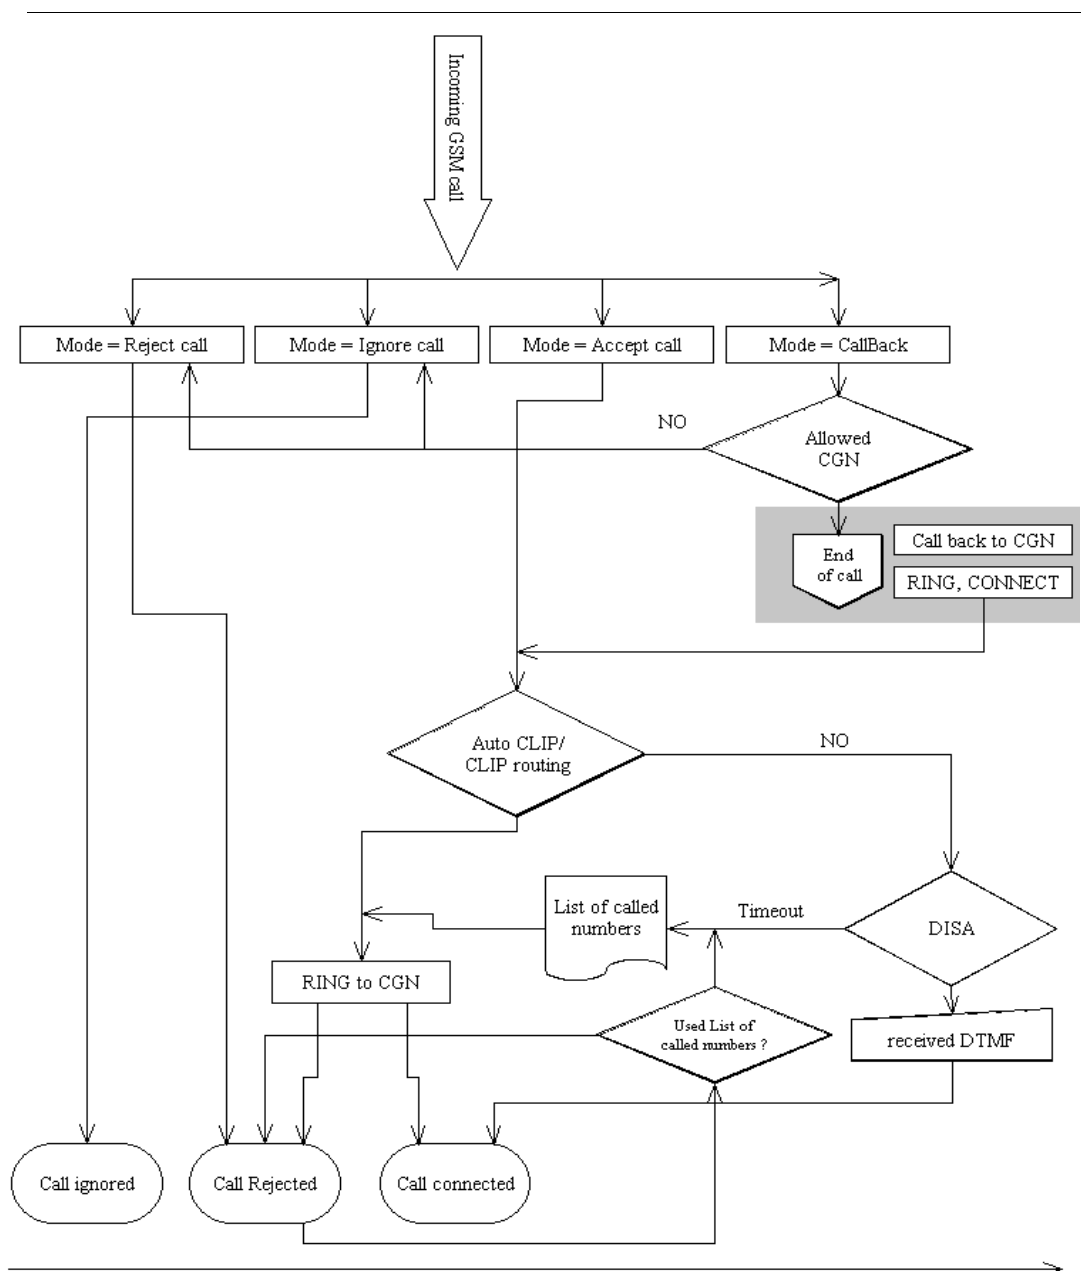 Incoming GSM call
Mode = Reject call
Mode = Ignore call
Mode = Accept call
Mode = CallBack
NO
Allowed
CGN
End
of call
Call back to CGN
RING, CONNECT
Auto CLIP/
CLIP routing
NO
List of called
numbers
Timeout
DISA
RING to CGN
Used List of
called numbers ?
received DTMF
Call ignored
Call Rejected
Call connected